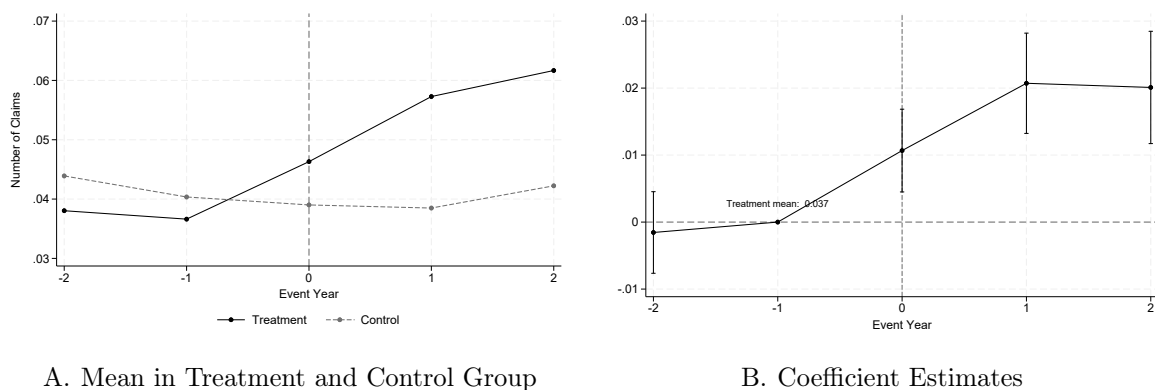 .07
.06
.05
.04
.03
Number of Claims
-2 -1 0 1 2
Event Year
Treatment Control
A. Mean in Treatment and Control Group
.03
.02
.01
0
-.01
Treatment mean: 0.037
-2 -1 0 1 2
Event Year
B. Coefficient Estimates